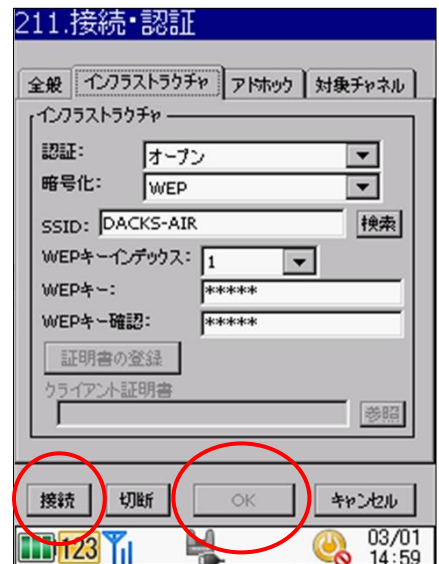 211.接続・認証
全般 インフラストラクチャ アドホック 対象チャネル
インフラストラクチャ
認証: オープン
暗号化: WEP
SSID: DACKS-AIR 検索
WEPキーインデックス: 1
WEPキー: *****
WEPキー確認: *****
証明書の登録
クライアント証明書
参照
接続 切断 OK キャンセル
123 03/01
14:59